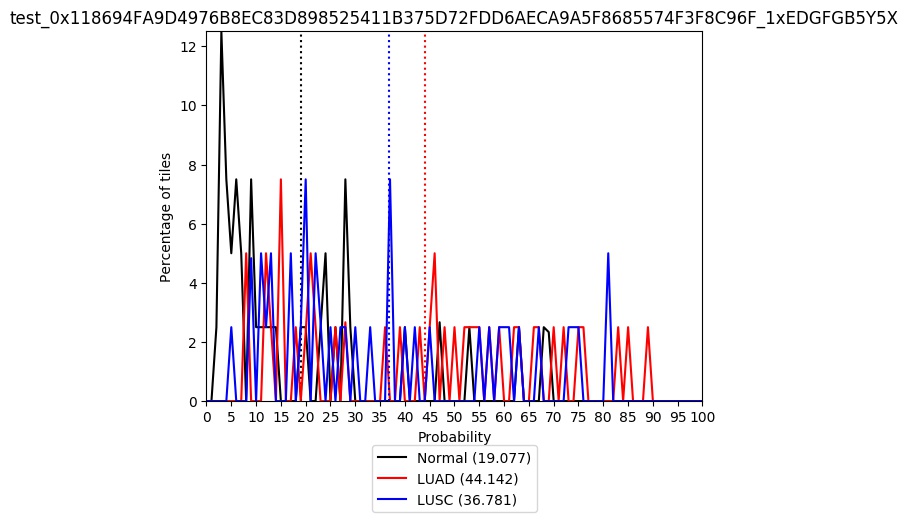 test_0x118694FA9D4976B8EC83D898525411B375D72FDD6AECA9A5F8685574F3F8C96F_1xEDGFGB5Y5X
12
10
8
6
4
2
0
Percentage of tiles
0 5 10 15 20 25 30 35 40 45 50 55 60 65 70 75 80 85 90 95 100
Probability
Normal (19.077)
LUAD (44.142)
LUSC (36.781)